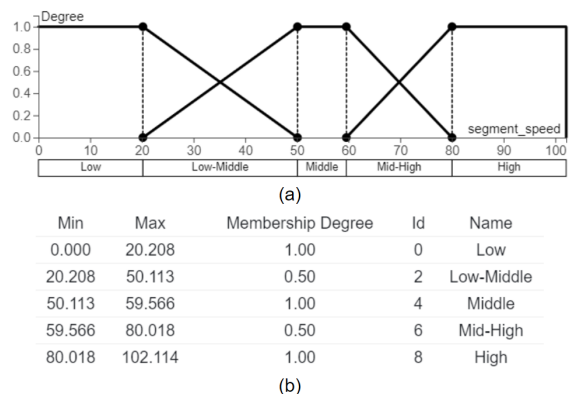 Degree
1.0
0.8
0.6
0.4
0.2
0.0
segment_speed
0 10 20 30 40 50 60 70 80 90 100
Low Low-Middle Middle Mid-High High
(a)
Min Max Membership Degree Id Name
0.000 20.208 1.00 0 Low
20.208 50.113 0.50 2 Low-Middle
50.113 59.566 1.00 4 Middle
59.566 80.018 0.50 6 Mid-High
80.018 102.114 1.00 8 High
(b)